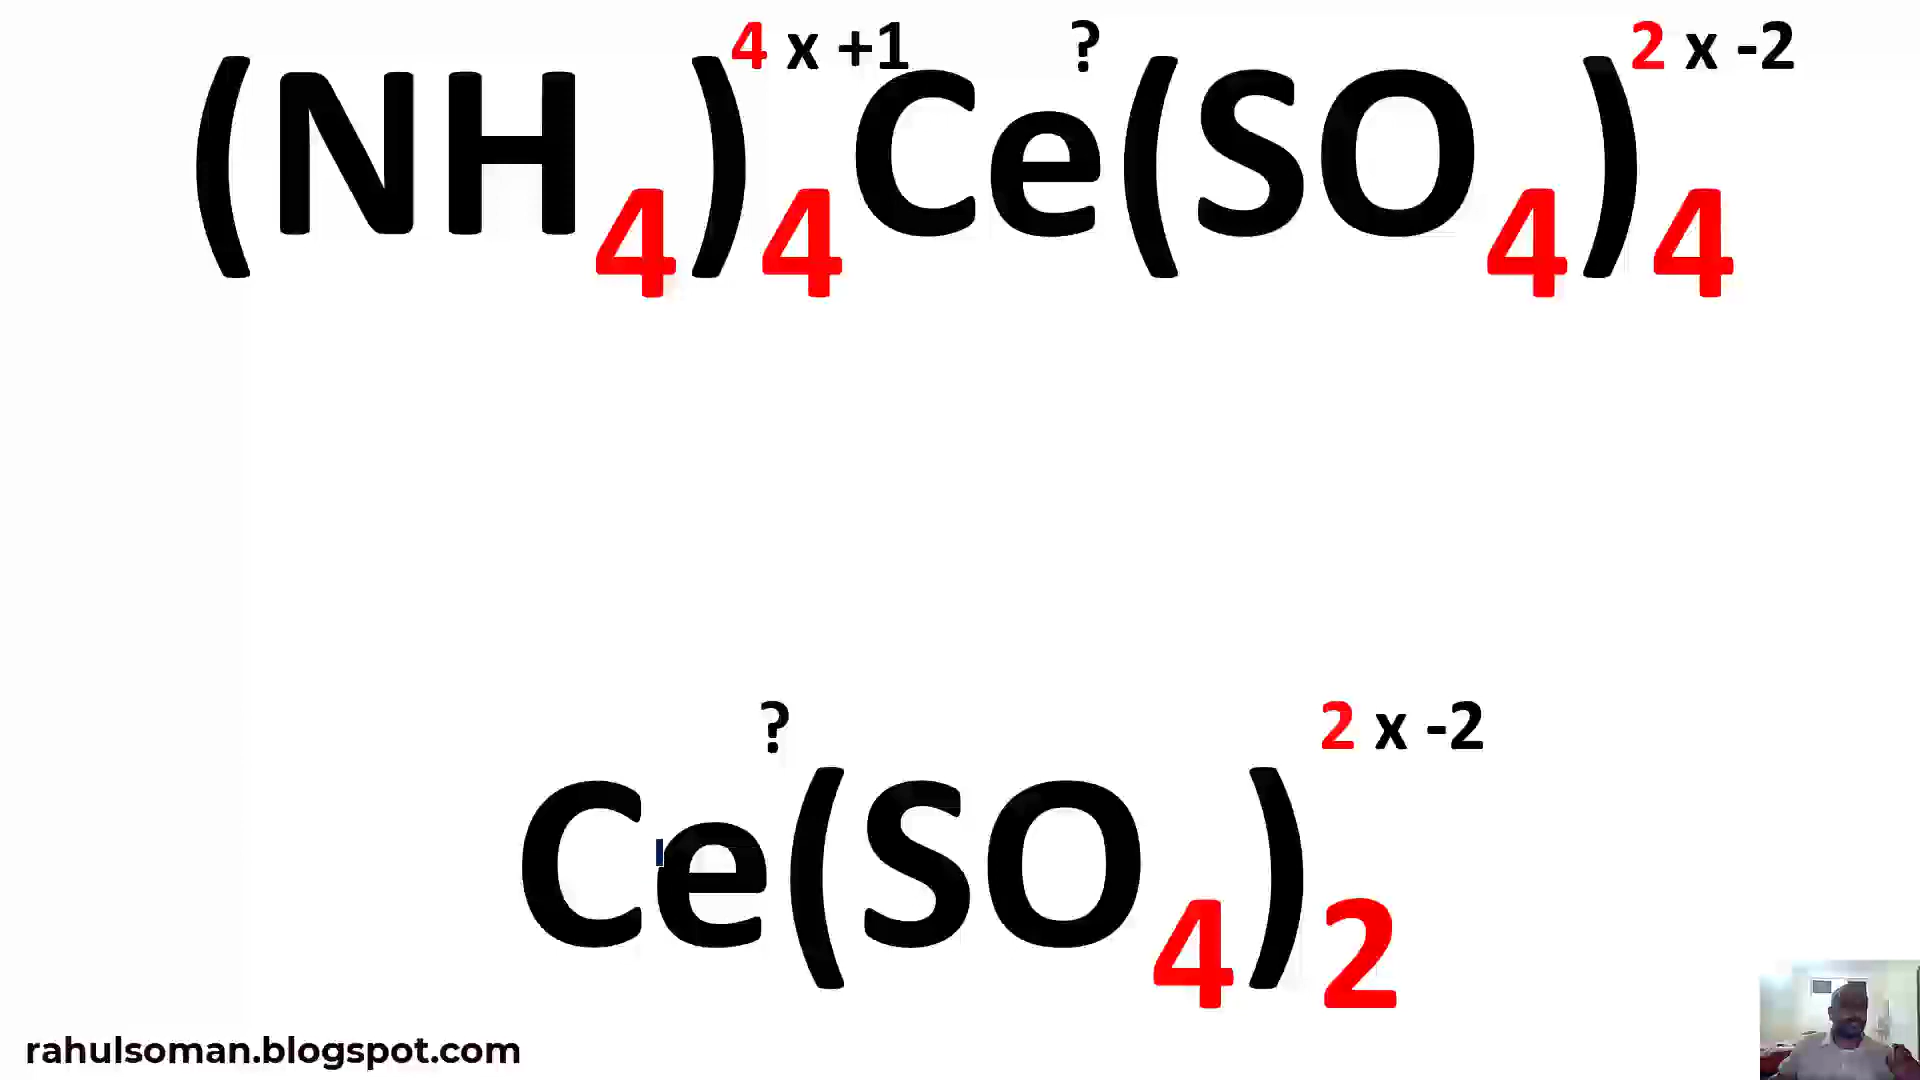 4 x +1 ? 2 x -2
(NH4)4Ce(SO4)4
? 2 x -2
Ce(SO4)2
rahulsoman.blogspot.com